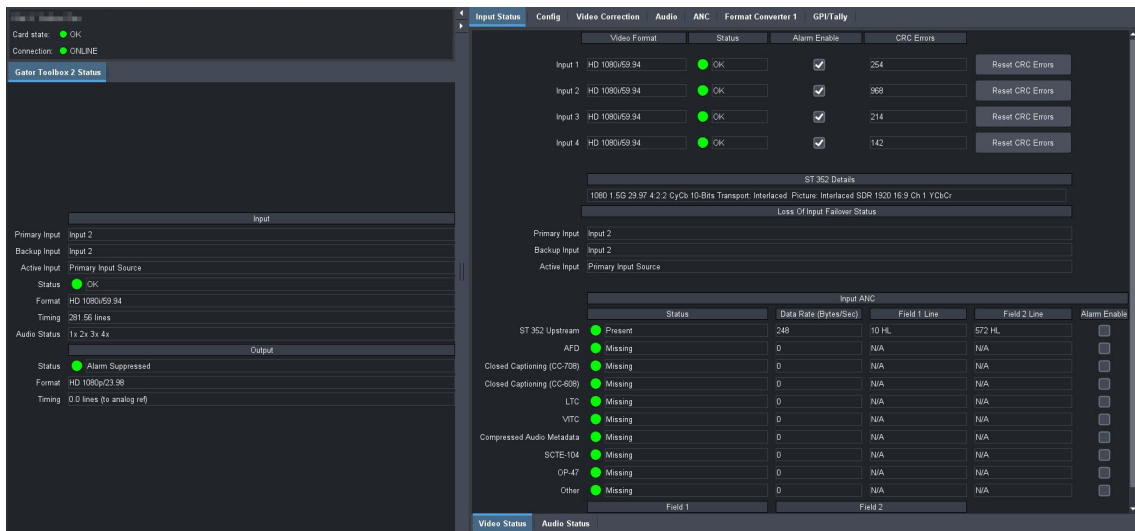 Card state: OK
Connection: ONLINE
Gator Toolbox 2 Status
Input
Primary Input Input 2
Backup Input Input 2
Active Input Primary Input Source
Status OK
Format HD 1080i/59.94
Timing 281.56 lines
Audio Status 1x 2x 3x 4x
Output
Status Alarm Suppressed
Format HD 1080p/23.98
Timing 0.0 lines (to analog ref)
Input Status Config Video Correction Audio ANC Format Converter 1 GPI/Tally
Video Format Status Alarm Enable CRC Errors
Input 1 HD 1080i/59.94 OK 254 Reset CRC Errors
Input 2 HD 1080i/59.94 OK 968 Reset CRC Errors
Input 3 HD 1080i/59.94 OK 214 Reset CRC Errors
Input 4 HD 1080i/59.94 OK 142 Reset CRC Errors
ST 352 Details
1080 1.5G 29.97 4:2:2 CyCb 10-Bits Transport: Interlaced Picture: Interlaced SDR 1920 16:9 Ch 1 YCbCr
Loss Of Input Failover Status
Primary Input Input 2
Backup Input Input 2
Active Input Primary Input Source
Input ANC
Status Data Rate (Bytes/Sec) Field 1 Line Field 2 Line Alarm Enable
ST 352 Upstream Present 248 10 HL 572 HL
AFD Missing 0 N/A N/A
Closed Captioning (CC-708) Missing 0 N/A N/A
Closed Captioning (CC-608) Missing 0 N/A N/A
LTC Missing 0 N/A N/A
VITC Missing 0 N/A N/A
Compressed Audio Metadata Missing 0 N/A N/A
SCTE-104 Missing 0 N/A N/A
OP-47 Missing 0 N/A N/A
Other Missing 0 N/A N/A
Field 1 Field 2
Video Status Audio Status